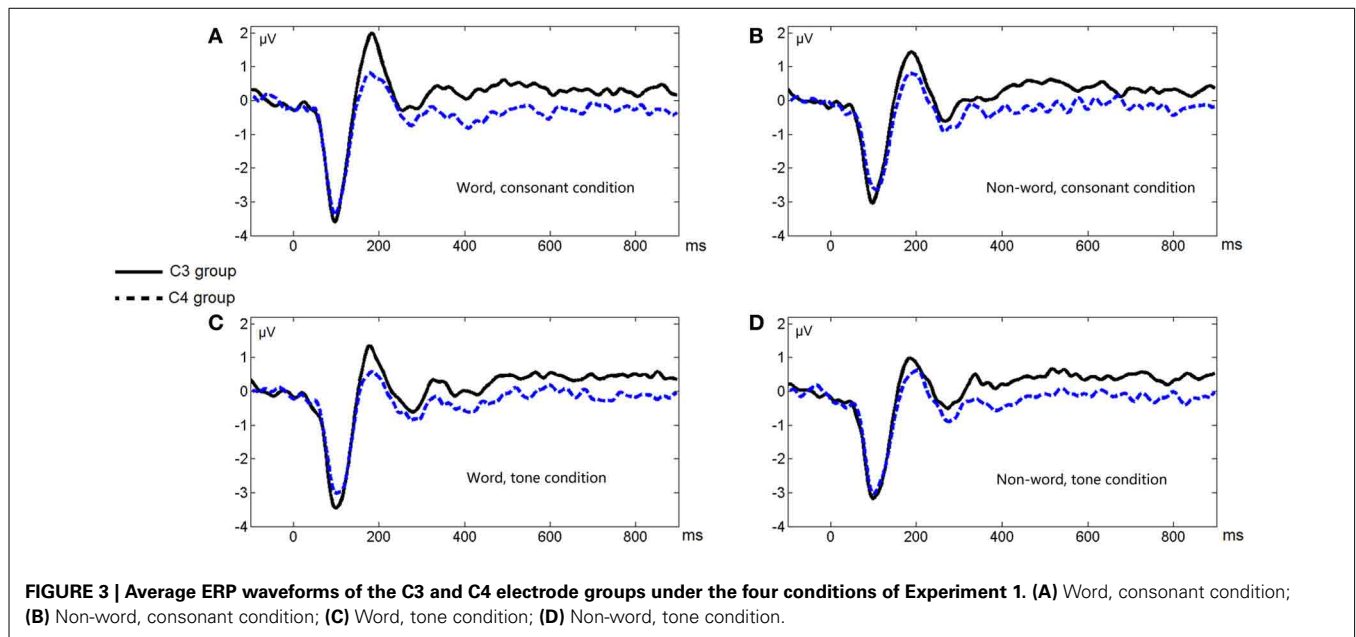 A
µV
2
1
0
-1
-2
-3
-4
Word, consonant condition
0 200 400 600 800 ms
B
µV
2
1
0
-1
-2
-3
-4
Non-word, consonant condition
0 200 400 600 800 ms
C3 group
C4 group
C
µV
2
1
0
-1
-2
-3
-4
Word, tone condition
0 200 400 600 800 ms
D
µV
2
1
0
-1
-2
-3
-4
Non-word, tone condition
0 200 400 600 800 ms
FIGURE 3 | Average ERP waveforms of the C3 and C4 electrode groups under the four conditions of Experiment 1. (A) Word, consonant condition;
(B) Non-word, consonant condition; (C) Word, tone condition; (D) Non-word, tone condition.